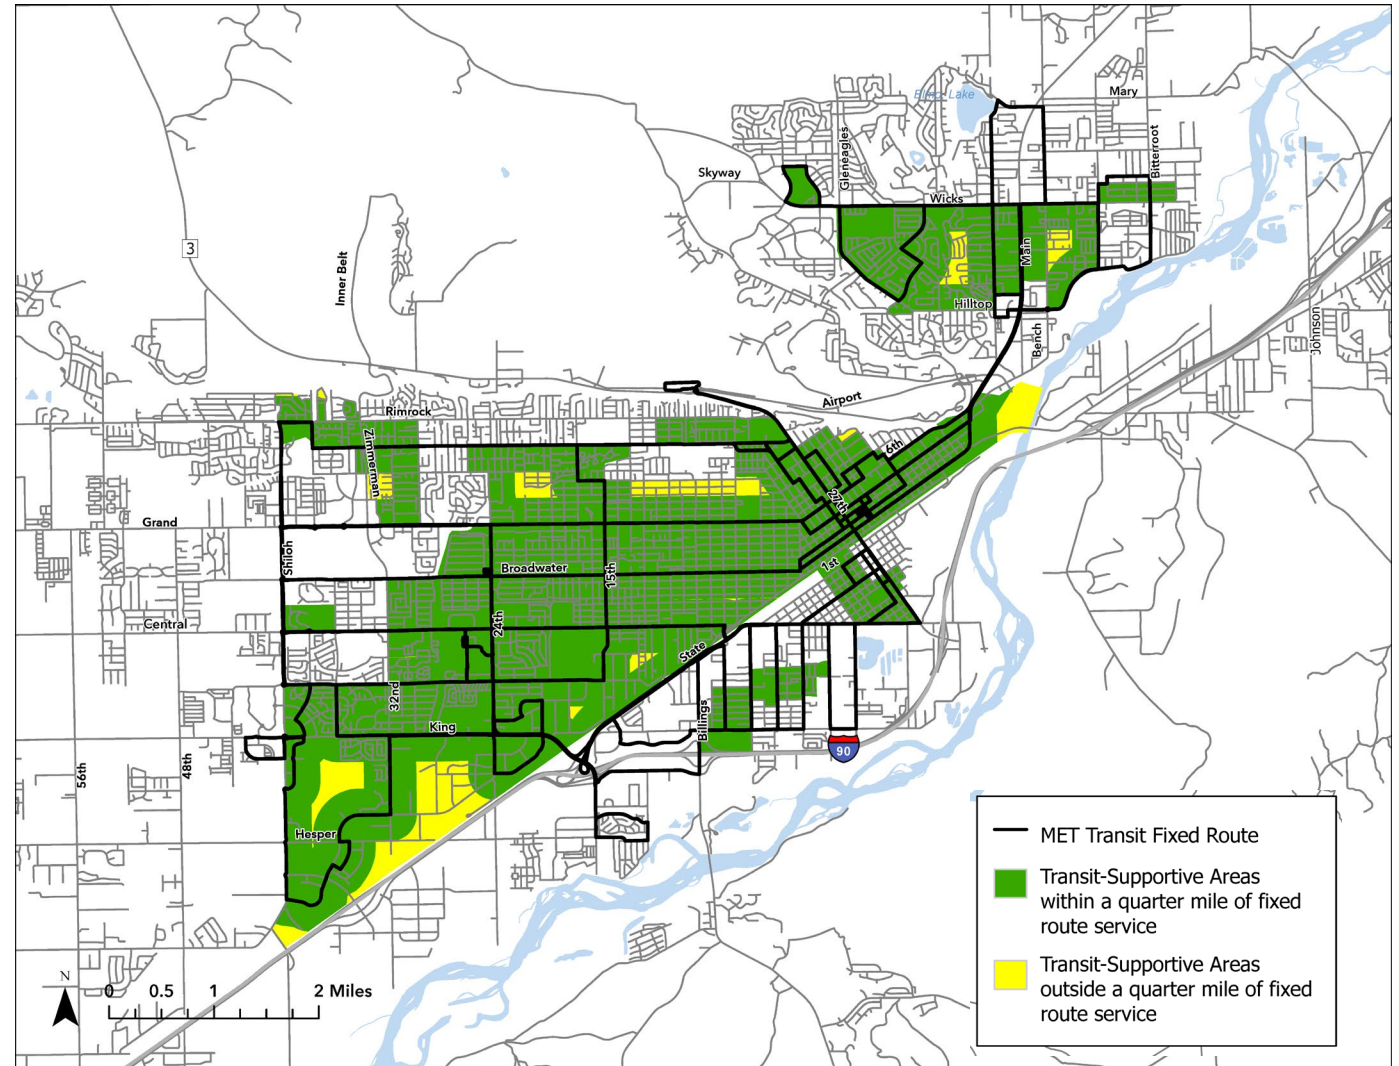 Elmo Lake
Mary
Bitterroot
Gleneagles
Skyway
Wicks
3
Inner Belt
Main
Hilltop
Bench
Johnson
Airport
Rimrock
Zimmerman
6th
27th
Grand
Shiloh
Broadwater
15th
1st
Central
24th
State
32nd
King
Billings
90
56th
48th
Hesper
N
0 0.5 1 2 Miles
MET Transit Fixed Route
Transit-Supportive Areas
within a quarter mile of fixed
route service
Transit-Supportive Areas
outside a quarter mile of fixed
route service